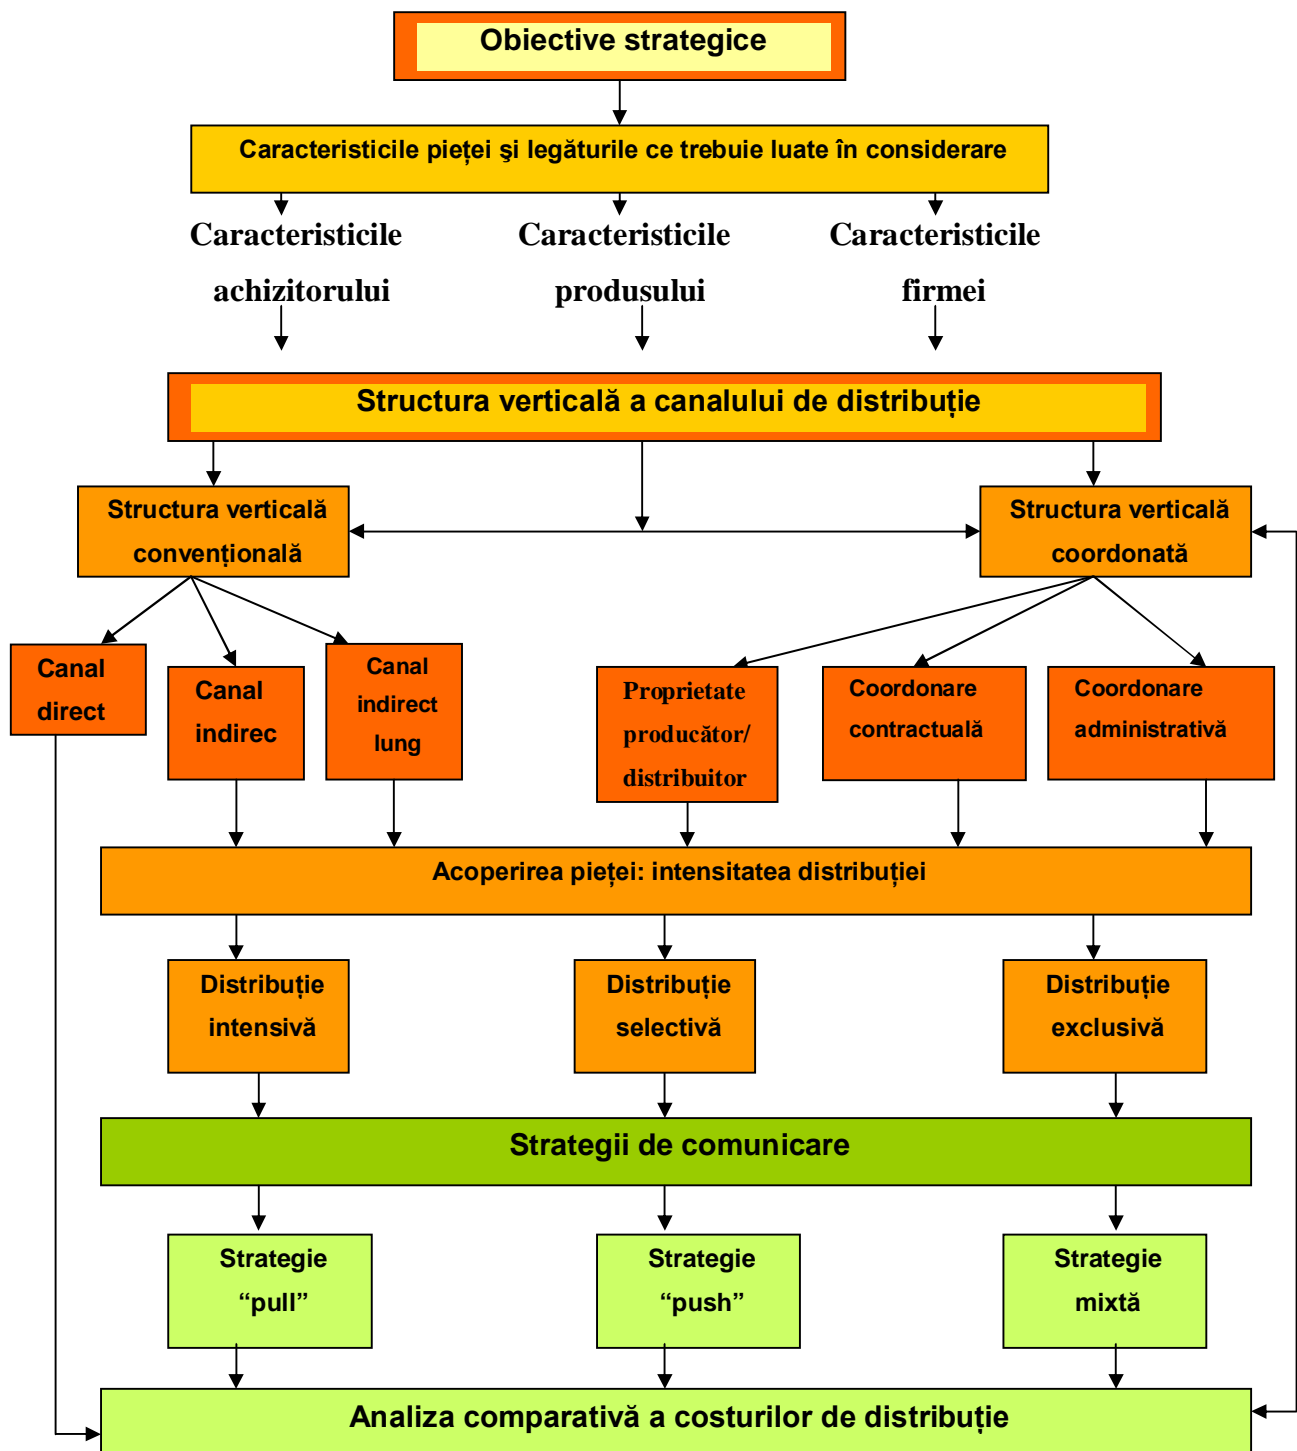 Obiective strategice
Caracteristicile pieței şi legăturile ce trebuie luate în considerare
Caracteristicile
achizitorului
Caracteristicile
produsului
Caracteristicile
firmei
Structura verticală a canalului de distribuție
Structura verticală
convențională
Structura verticală
coordonată
Canal
direct
Canal
indirec
Canal
indirect
lung
Proprietate
producător/
distribuitor
Coordonare
contractuală
Coordonare
administrativă
Acoperirea pieței: intensitatea distribuției
Distribuție
intensivă
Distribuție
selectivă
Distribuție
exclusivă
Strategii de comunicare
Strategie
“pull”
Strategie
“push”
Strategie
mixtă
Analiza comparativă a costurilor de distribuție